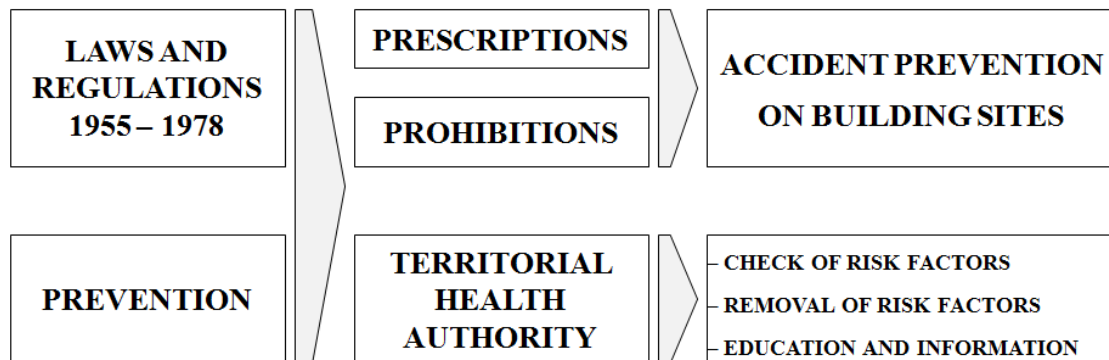 LAWS AND
REGULATIONS
1955 – 1978
PRESCRIPTIONS
PROHIBITIONS
ACCIDENT PREVENTION
ON BUILDING SITES
PREVENTION
TERRITORIAL
HEALTH
AUTHORITY
– CHECK OF RISK FACTORS
– REMOVAL OF RISK FACTORS
– EDUCATION AND INFORMATION